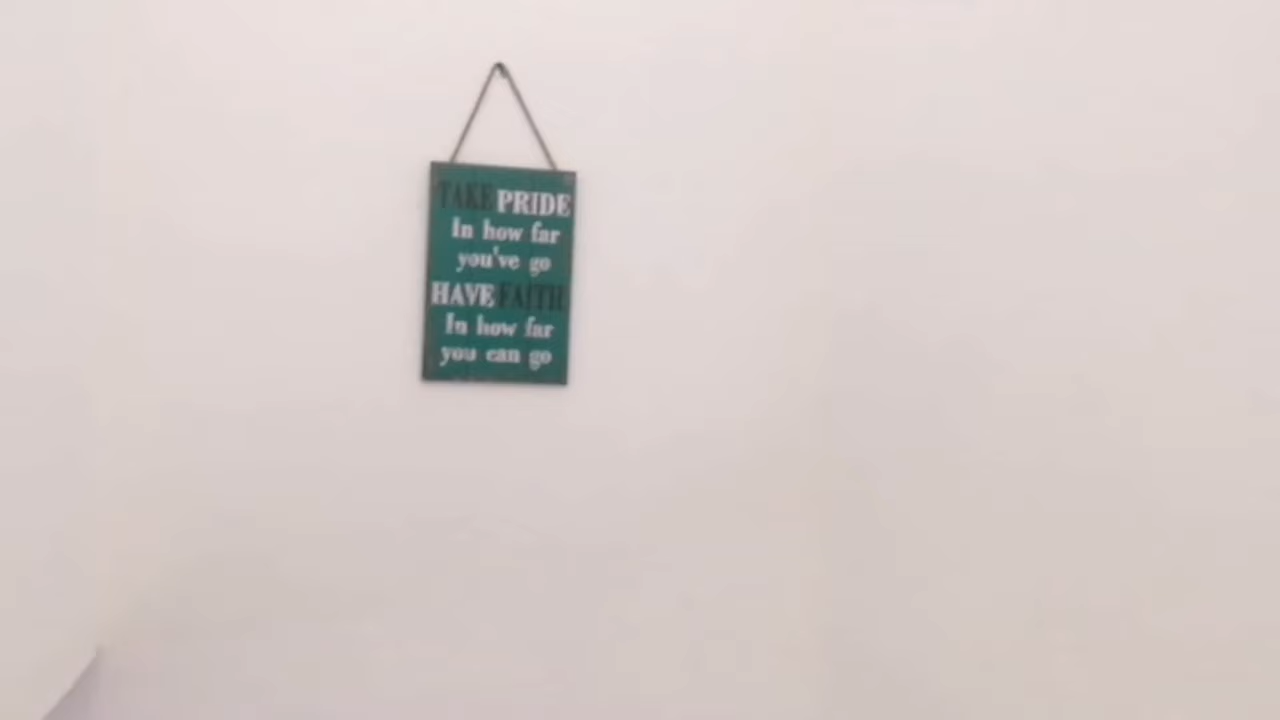 TAKE PRIDE
In how far
you've go
HAVE FAITH
In how far
you can go